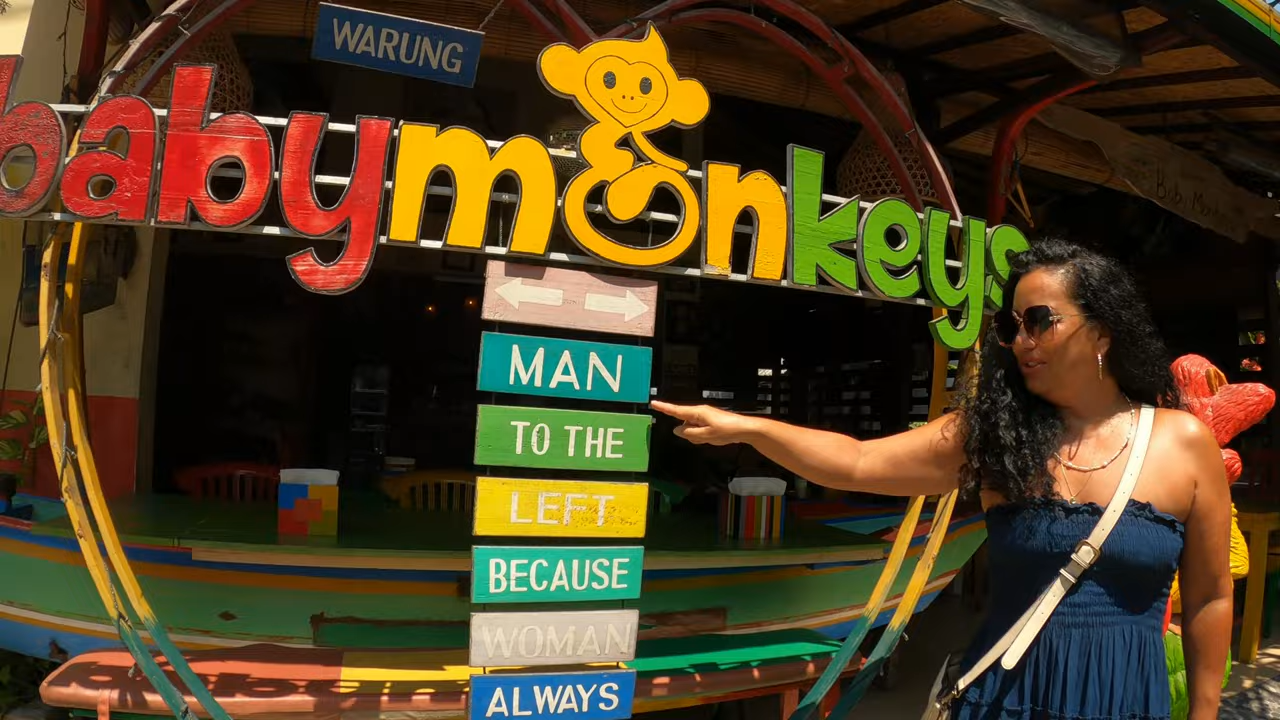 WARUNG
babymonkeys
MAN
TO THE
LEFT
BECAUSE
WOMAN
ALWAYS